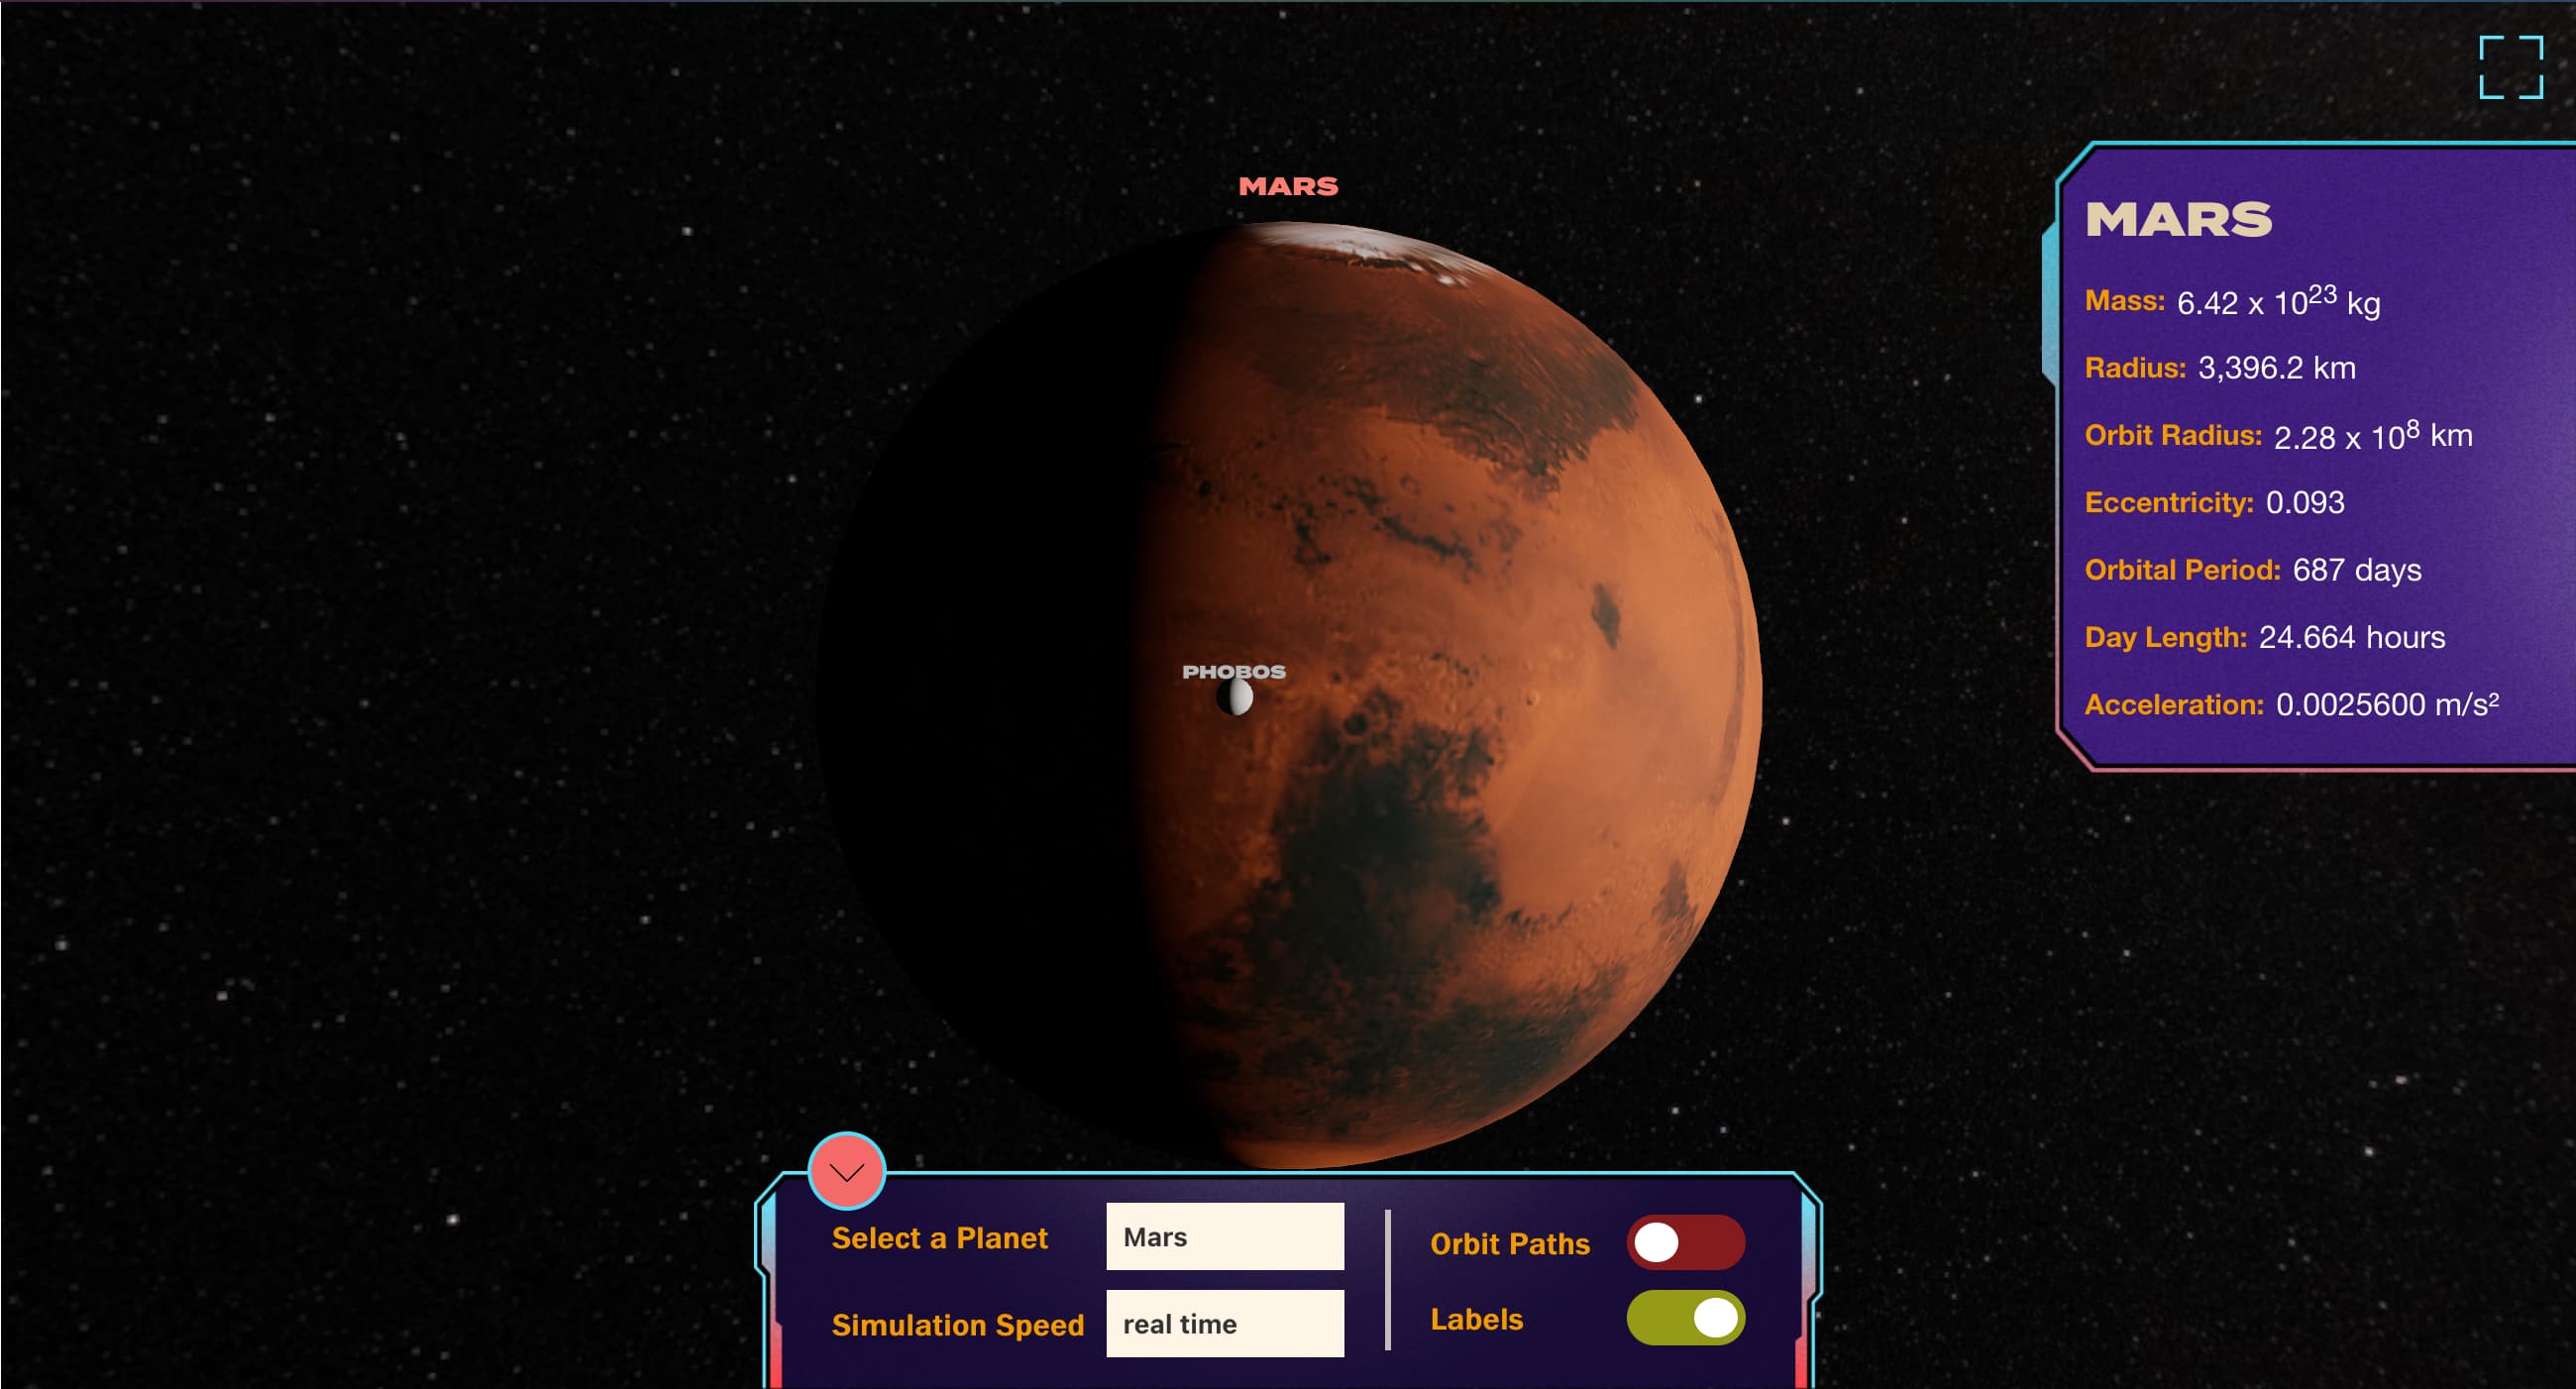 MARS
MARS
Mass: 6.42 x 10²³ kg
Radius: 3,396.2 km
Orbit Radius: 2.28 x 10⁸ km
Eccentricity: 0.093
Orbital Period: 687 days
Day Length: 24.664 hours
Acceleration: 0.0025600 m/s²
PHOBOS
Select a Planet Mars
Orbit Paths
Simulation Speed real time
Labels